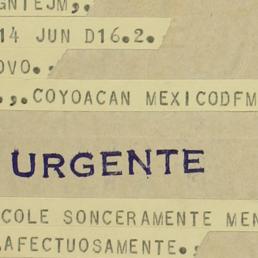 GNTEJM,.
14 JUN D16.2.
OVO..
.,.COYOACAN MEXICODFM
URGENTE
COLE SONCERAMENTE MEN
.AFECTUOSAMENTE..